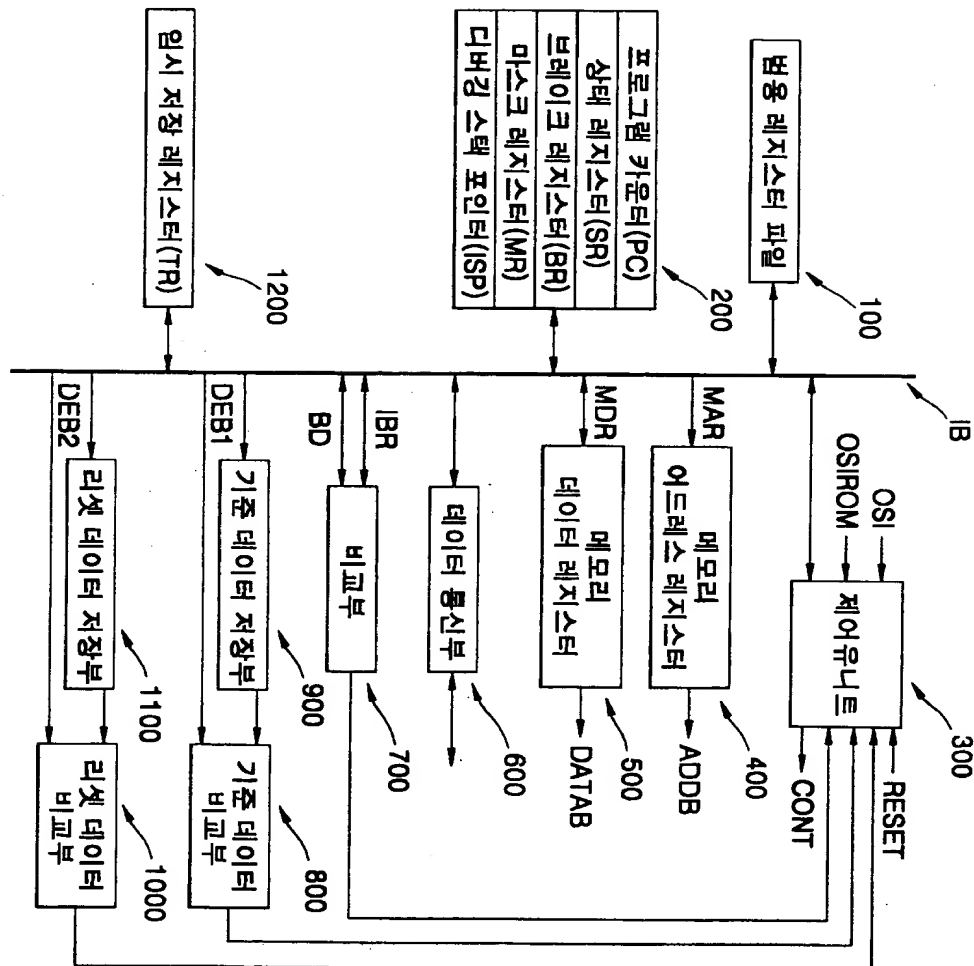 IB
300
OSI
RESET
OSIROM
제어유니트
CONT
100
범용 레지스터 파일
400
MAR
메모리
어드레스 레지스터
ADDB
200
프로그램 카운터(PC)
상태 레지스터(SR)
브레이크 레지스터(BR)
마스크 레지스터(MR)
디버깅 스택 포인터(ISP)
500
MDR
메모리
데이터 레지스터
DATAB
600
데이터 통신부
700
IBR
BD
비교부
800
900
기준 데이터 저장부
기준 데이터
비교부
DEB1
1200
임시 저장 레지스터(TR)
1000
1100
리셋 데이터 저장부
리셋 데이터
비교부
DEB2